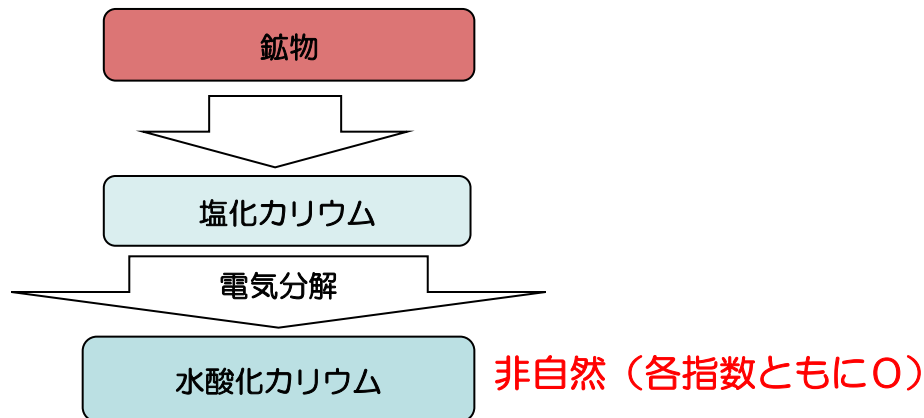 鉱物
塩化カリウム
電気分解
水酸化カリウム
非自然（各指数ともに０）